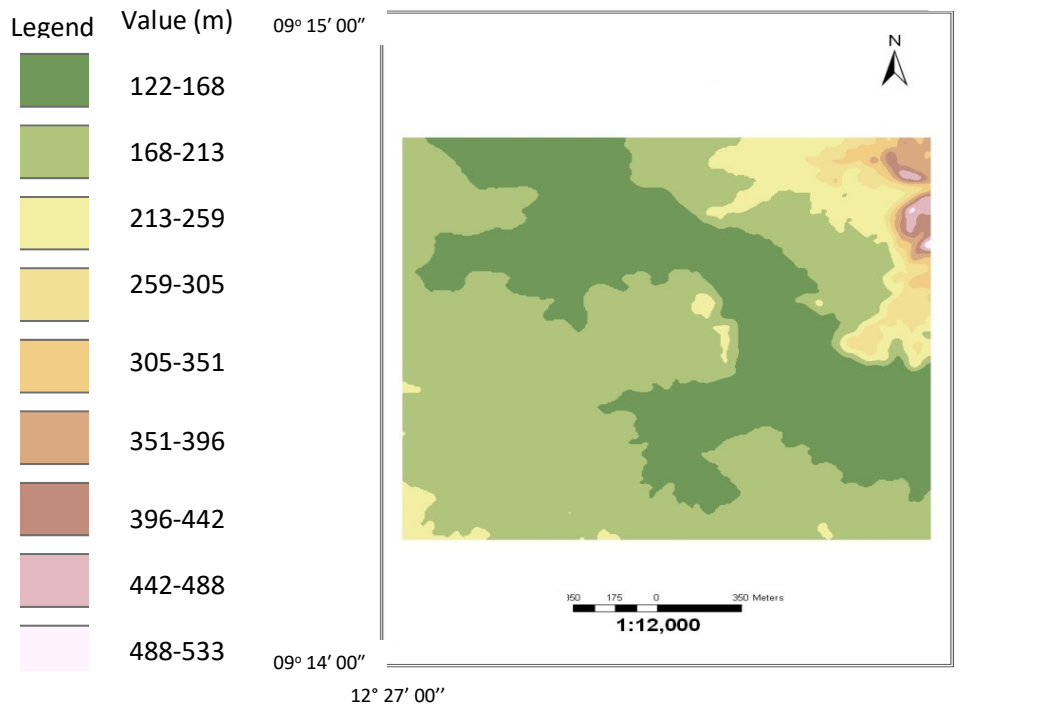 Legend Value (m)
122-168
168-213
213-259
259-305
305-351
351-396
396-442
442-488
488-533
09° 15' 00"
N
175 0 350 Meters
1:12,000
09° 14' 00"
12° 27' 00''